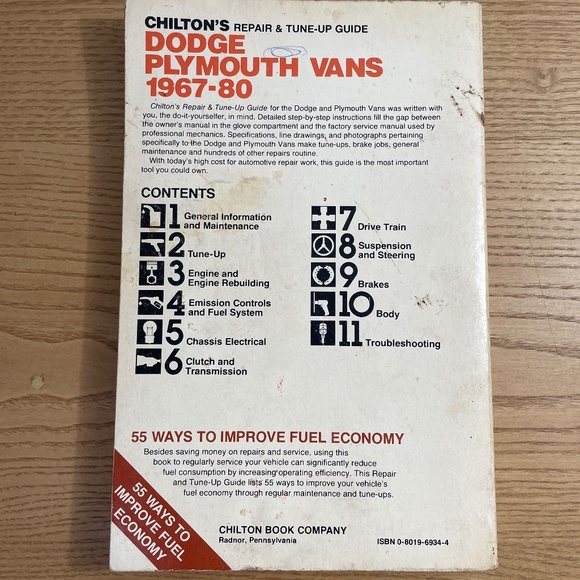 CHILTON'S REPAIR & TUNE-UP GUIDE
DODGE
PLYMOUTH VANS
1967-80
Chilton's Repair & Tune-Up Guide for the Dodge and Plymouth Vans was written with
you, the do-it-yourselfer, in mind. Detailed step-by-step instructions fill the gap between
the owner's manual in the glove compartment and the factory service manual used by
professional mechanics. Specifications, line drawings, and photographs pertaining
specifically to the Dodge and Plymouth Vans make tune-ups, brake jobs, general
maintenance and hundreds of other repairs routine.
With today's high cost for automotive repair work, this guide is the most important
tool you could own.
CONTENTS
1 General Information
and Maintenance
2 Tune-Up
3 Engine and
Engine Rebuilding
4 Emission Controls
and Fuel System
5 Chassis Electrical
6 Clutch and
Transmission
7 Drive Train
8 Suspension
and Steering
9 Brakes
10 Body
11 Troubleshooting
55 WAYS TO IMPROVE FUEL ECONOMY
Besides saving money on repairs and service, using this
book to regularly service your vehicle can significantly reduce
fuel consumption by increasing operating efficiency. This Repair
and Tune-Up Guide lists 55 ways to improve your vehicle's
fuel economy through regular maintenance and tune-ups.
55 WAYS TO
IMPROVE FUEL
ECONOMY
CHILTON BOOK COMPANY
Radnor, Pennsylvania
ISBN 0-8019-6934-4